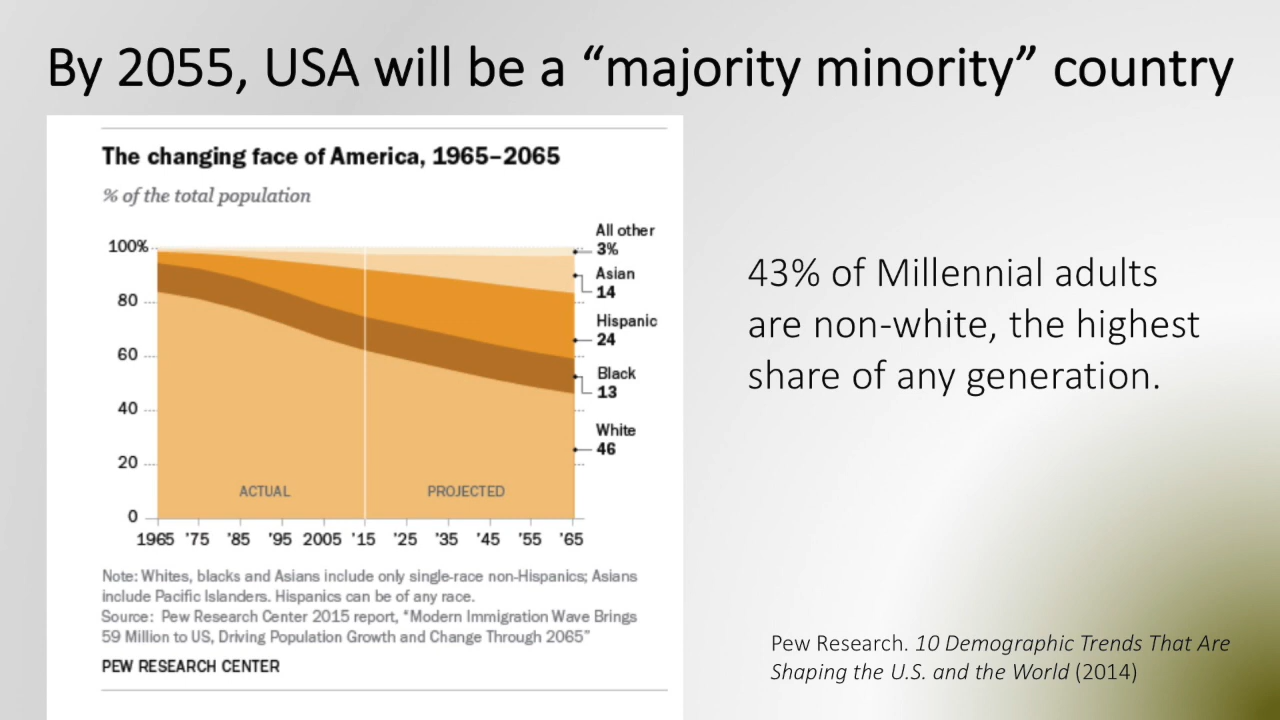 By 2055, USA will be a “majority minority” country
The changing face of America, 1965–2065
% of the total population
100%
80
60
40
20
0
All other
3%
Asian
14
Hispanic
24
Black
13
White
46
ACTUAL PROJECTED
1965 ’75 ’85 ’95 2005 ’15 ’25 ’35 ’45 ’55 ’65
Note: Whites, blacks and Asians include only single-race non-Hispanics; Asians
include Pacific Islanders. Hispanics can be of any race.
Source: Pew Research Center 2015 report, “Modern Immigration Wave Brings
59 Million to US, Driving Population Growth and Change Through 2065”
PEW RESEARCH CENTER
43% of Millennial adults
are non-white, the highest
share of any generation.
Pew Research. 10 Demographic Trends That Are
Shaping the U.S. and the World (2014)